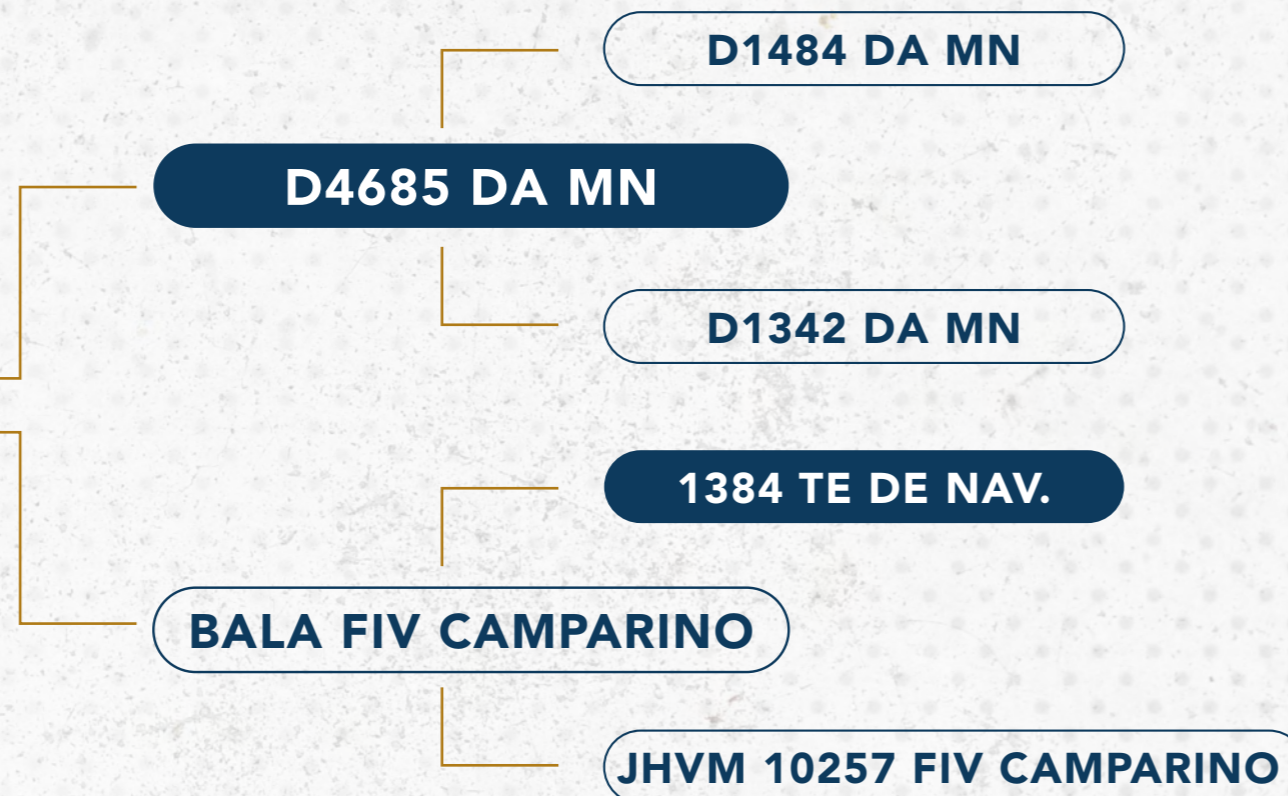 D1484 DA MN
D4685 DA MN
D1342 DA MN
1384 TE DE NAV.
BALA FIV CAMPARINO
JHVM 10257 FIV CAMPARINO